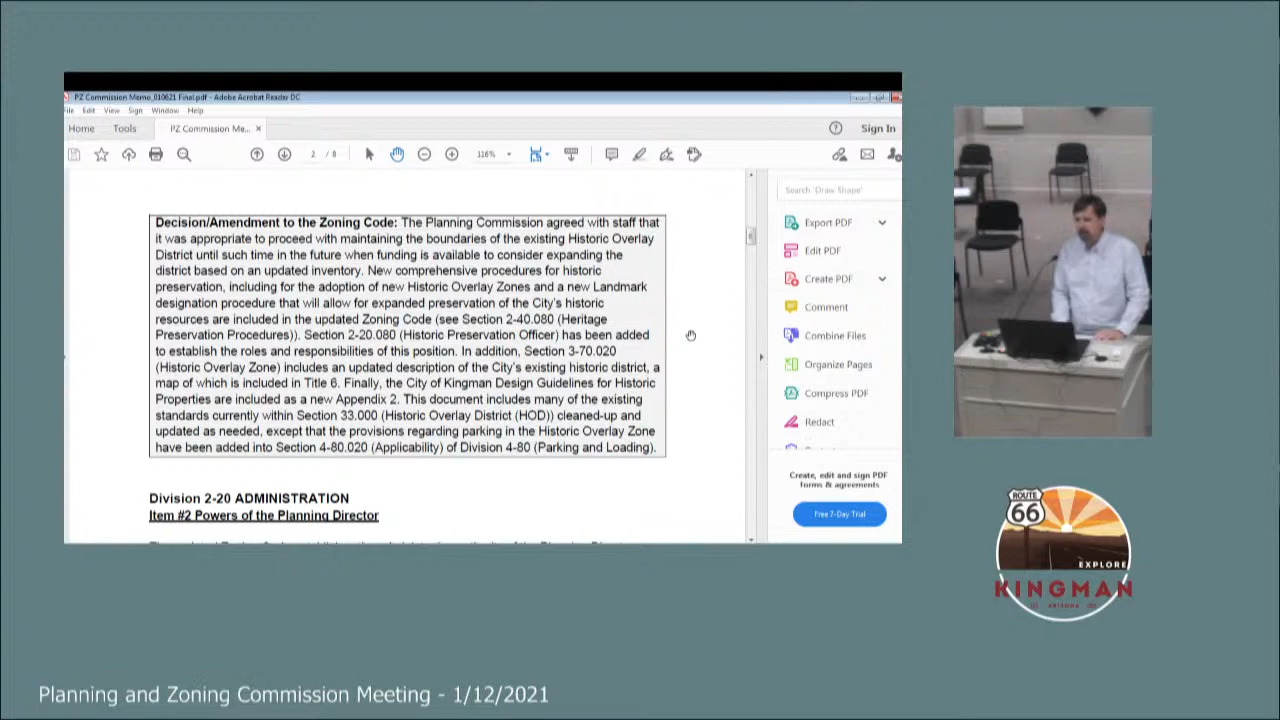 PZ Commission Memo_010621 Final.pdf - Adobe Acrobat Reader DC
File Edit View Sign Window Help
Home Tools PZ Commission Me... × Sign In
2 / 8 116%
Decision/Amendment to the Zoning Code: The Planning Commission agreed with staff that
it was appropriate to proceed with maintaining the boundaries of the existing Historic Overlay
District until such time in the future when funding is available to consider expanding the
district based on an updated inventory. New comprehensive procedures for historic
preservation, including for the adoption of new Historic Overlay Zones and a new Landmark
designation procedure that will allow for expanded preservation of the City's historic
resources are included in the updated Zoning Code (see Section 2-40.080 (Heritage
Preservation Procedures)). Section 2-20.080 (Historic Preservation Officer) has been added
to establish the roles and responsibilities of this position. In addition, Section 3-70.020
(Historic Overlay Zone) includes an updated description of the City's existing historic district, a
map of which is included in Title 6. Finally, the City of Kingman Design Guidelines for Historic
Properties are included as a new Appendix 2. This document includes many of the existing
standards currently within Section 33.000 (Historic Overlay District (HOD)) cleaned-up and
updated as needed, except that the provisions regarding parking in the Historic Overlay Zone
have been added into Section 4-80.020 (Applicability) of Division 4-80 (Parking and Loading).
Division 2-20 ADMINISTRATION
Item #2 Powers of the Planning Director
Search 'Draw Shape'
Export PDF
Edit PDF
Create PDF
Comment
Combine Files
Organize Pages
Compress PDF
Redact
Create, edit and sign PDF
forms & agreements
Free 7-Day Trial
ROUTE
66
EXPLORE
KINGMAN
ARIZONA
Planning and Zoning Commission Meeting - 1/12/2021